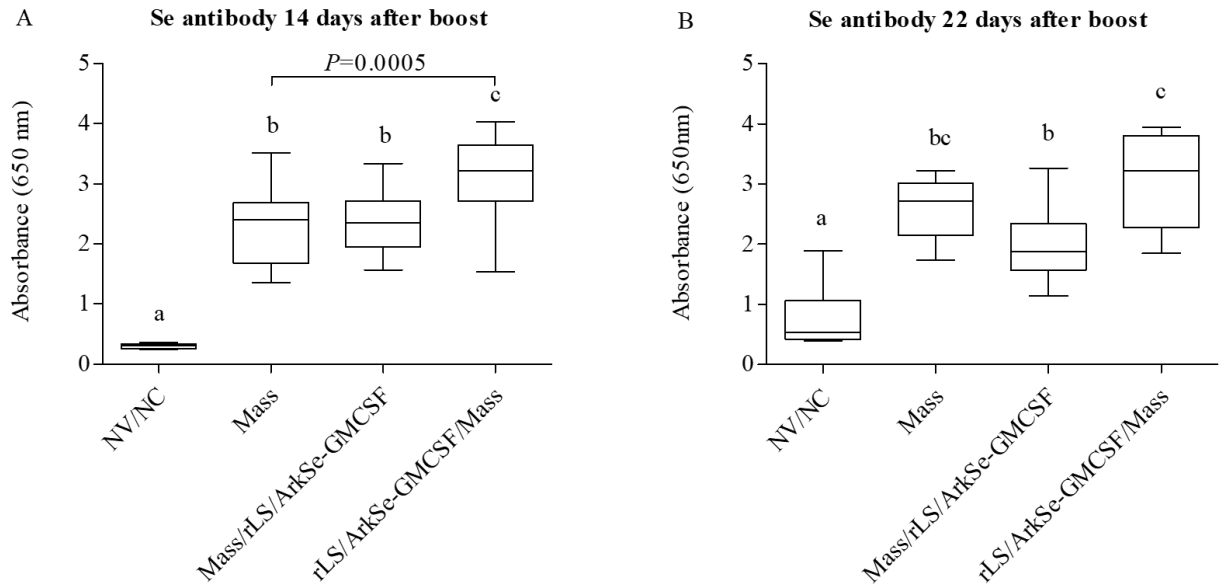 A
Se antibody 14 days after boost
Absorbance (650 nm)
5
4
3
2
1
0
P=0.0005
a
b
b
c
NV/NC
Mass
Mass/rLS/ArkSe-GMCSF
rLS/ArkSe-GMCSF/Mass
B
Se antibody 22 days after boost
Absorbance (650nm)
5
4
3
2
1
0
a
bc
b
c
NV/NC
Mass
Mass/rLS/ArkSe-GMCSF
rLS/ArkSe-GMCSF/Mass